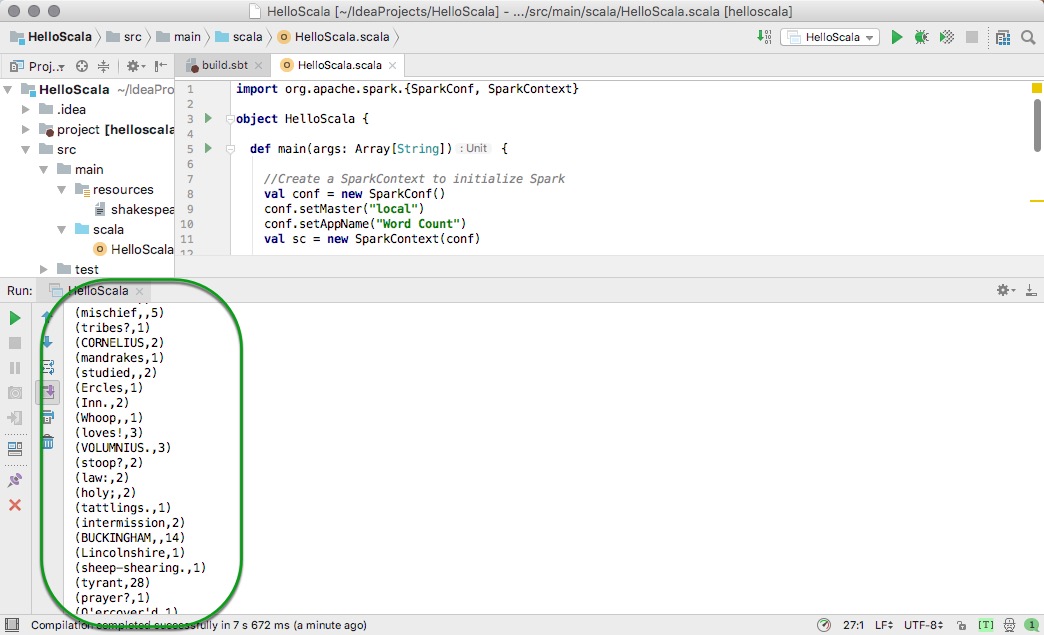 HelloScala [~/IdeaProjects/HelloScala] - .../src/main/scala/HelloScala.scala [helloscala]
HelloScala src main scala HelloScala.scala HelloScala
Proj... build.sbt HelloScala.scala
HelloScala ~/IdeaPro
.idea
project [helloscala
src
main
resources
shakespea
scala
HelloScala
test
1 import org.apache.spark.{SparkConf, SparkContext}
2
3 object HelloScala {
4
5 def main(args: Array[String]) : Unit {
6
7 //Create a SparkContext to initialize Spark
8 val conf = new SparkConf()
9 conf.setMaster("local")
10 conf.setAppName("Word Count")
11 val sc = new SparkContext(conf)
12
Run: HelloScala
(mischief,,5)
(tribes?,1)
(CORNELIUS,2)
(mandrakes,1)
(studied,,2)
(Ercles,1)
(Inn.,2)
(Whoop,,1)
(loves!,3)
(VOLUMNIUS.,3)
(stoop?,2)
(law:,2)
(holy;,2)
(tattlings.,1)
(intermission,2)
(BUCKINGHAM,,14)
(Lincolnshire,1)
(sheep-shearing.,1)
(tyrant,28)
(prayer?,1)
(O'ercover'd,1)
Compilation completed successfully in 7 s 672 ms (a minute ago) 27:1 LF UTF-8 [T] 1